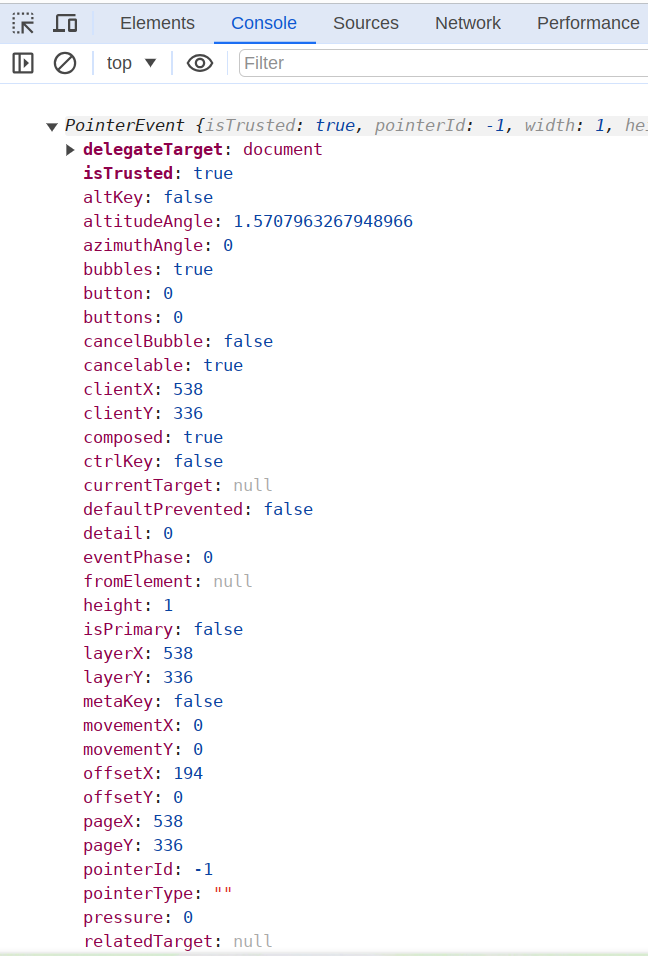 Elements Console Sources Network Performance
top Filter
PointerEvent {isTrusted: true, pointerId: -1, width: 1, hei
delegateTarget: document
isTrusted: true
altKey: false
altitudeAngle: 1.5707963267948966
azimuthAngle: 0
bubbles: true
button: 0
buttons: 0
cancelBubble: false
cancelable: true
clientX: 538
clientY: 336
composed: true
ctrlKey: false
currentTarget: null
defaultPrevented: false
detail: 0
eventPhase: 0
fromElement: null
height: 1
isPrimary: false
layerX: 538
layerY: 336
metaKey: false
movementX: 0
movementY: 0
offsetX: 194
offsetY: 0
pageX: 538
pageY: 336
pointerId: -1
pointerType: ""
pressure: 0
relatedTarget: null